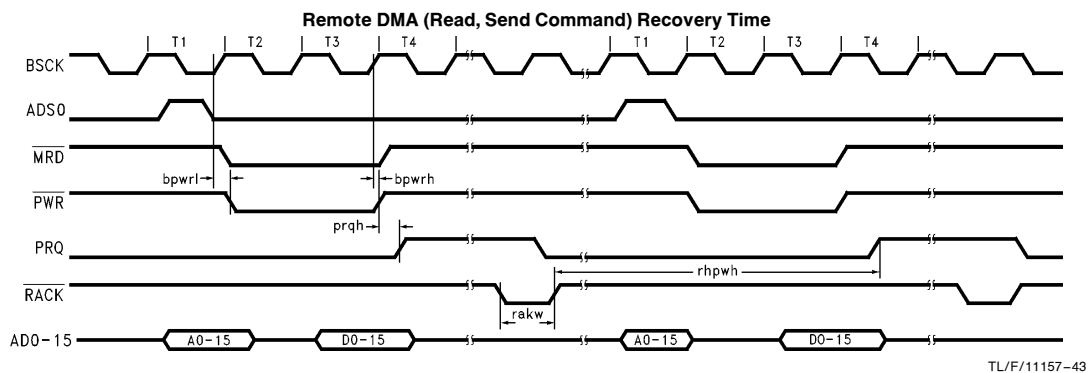 Remote DMA (Read, Send Command) Recovery Time
T1 T2 T3 T4 T1 T2 T3 T4
BSCK
ADS0
MRD
bpwrl bpwrh
PWR
prqh
PRQ
rhpwh
RACK
rakw
AD0-15 A0-15 D0-15 A0-15 D0-15
TL/F/11157-43